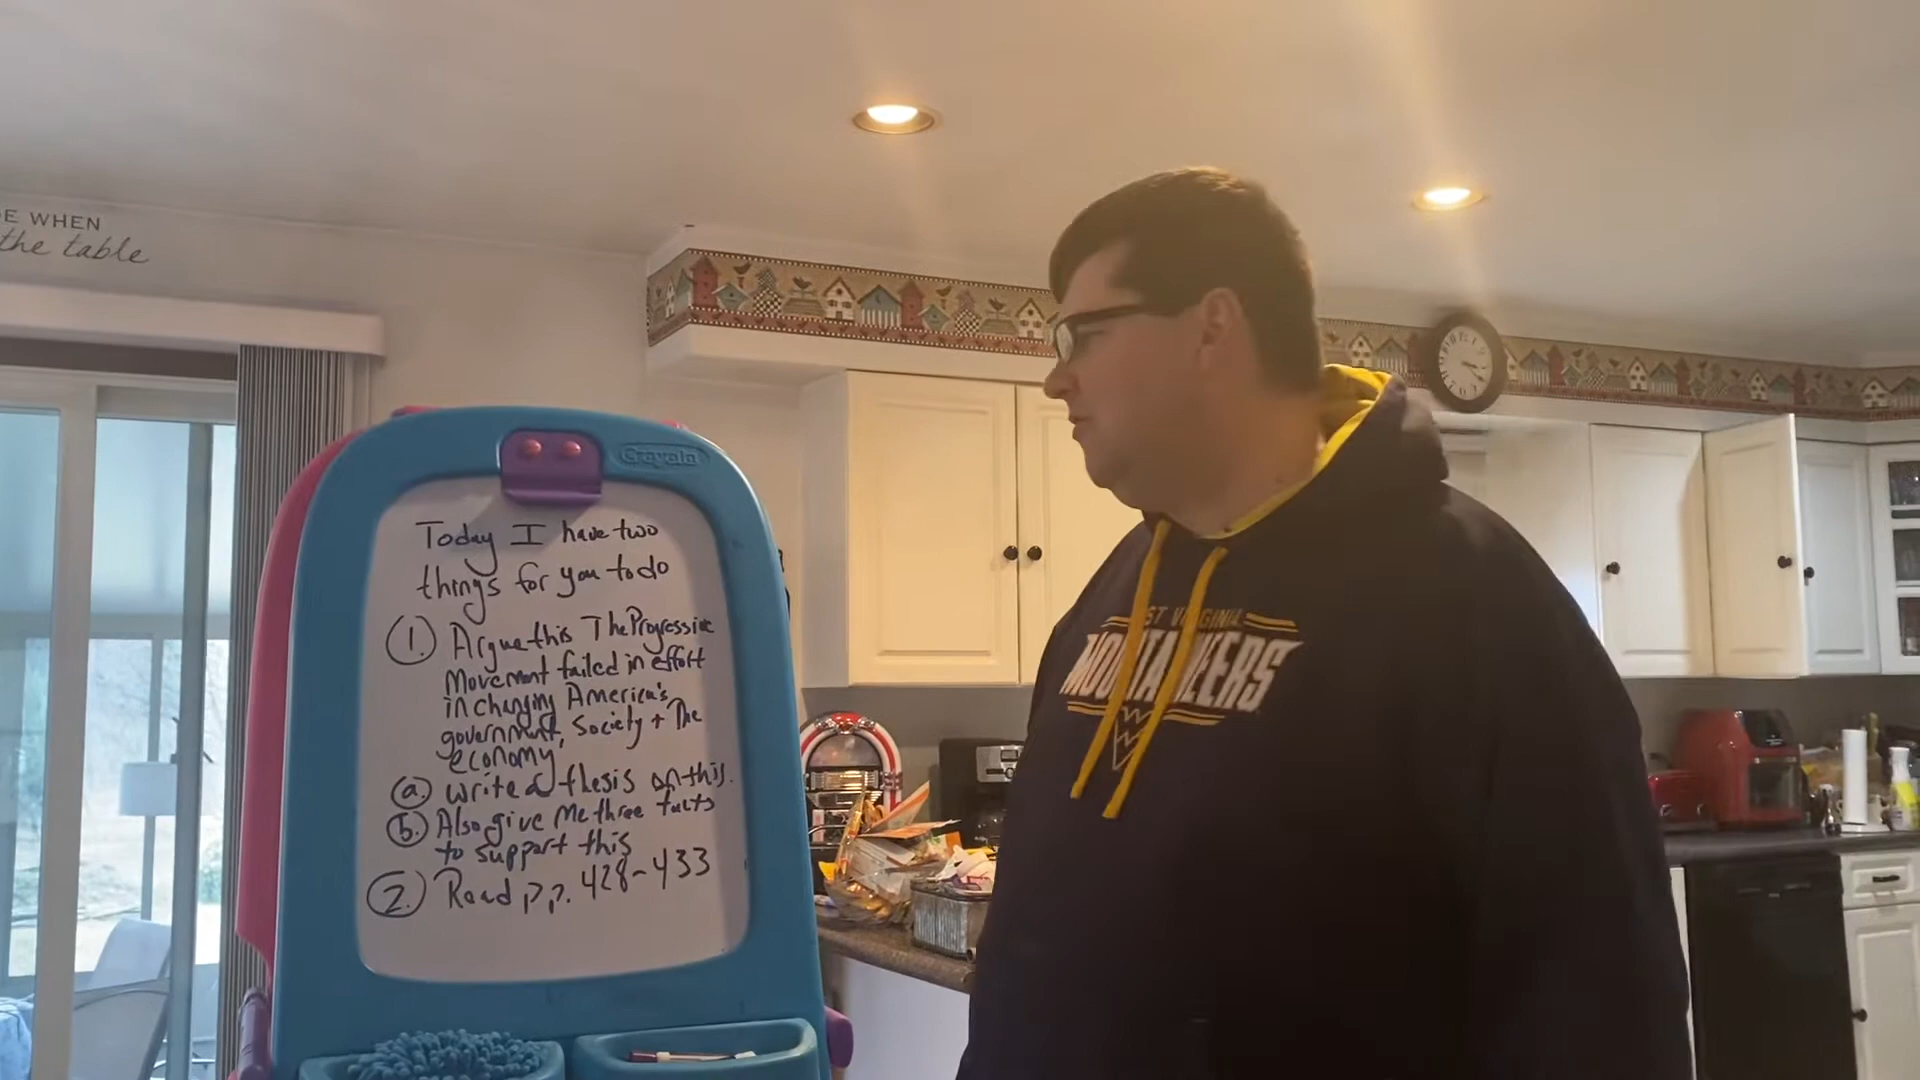 E WHEN
the table
Crayola
Today I have two
things for you to do
1. Argue this The Progressive
Movement failed in effort
in changing America's
government, society + The
economy
a. write a thesis on this.
b. Also, give me three facts
to support this
2. Read p.p. 428-433
ST VIRGINIA
MOUNTAINEERS